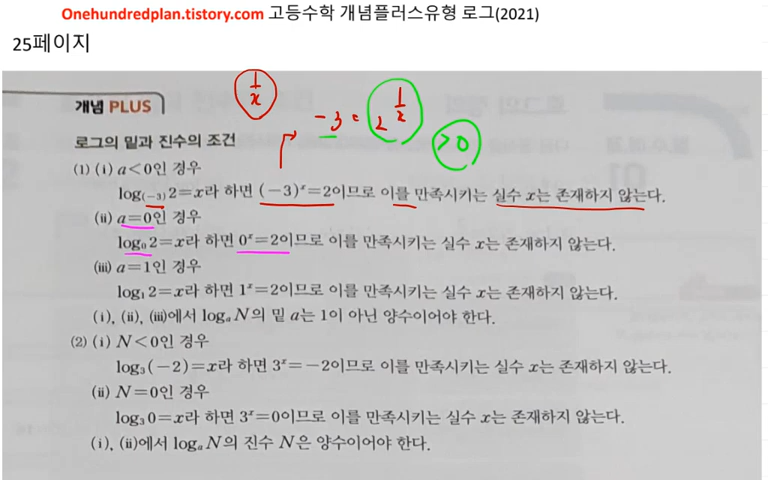 Onehundredplan.tistory.com 고등수학 개념플러스유형 로그(2021)
25페이지
1/x
-3 = 2^(1/x)
>0
개념 PLUS
로그의 밑과 진수의 조건
(1) (i) a<0인 경우
log₍₋₃₎2=x라 하면 (-3)ˣ=2이므로 이를 만족시키는 실수 x는 존재하지 않는다.
(ii) a=0인 경우
log₀2=x라 하면 0ˣ=2이므로 이를 만족시키는 실수 x는 존재하지 않는다.
(iii) a=1인 경우
log₁2=x라 하면 1ˣ=2이므로 이를 만족시키는 실수 x는 존재하지 않는다.
(i), (ii), (iii)에서 logₐN의 밑 a는 1이 아닌 양수이어야 한다.
(2) (i) N<0인 경우
log₃(-2)=x라 하면 3ˣ=-2이므로 이를 만족시키는 실수 x는 존재하지 않는다.
(ii) N=0인 경우
log₃0=x라 하면 3ˣ=0이므로 이를 만족시키는 실수 x는 존재하지 않는다.
(i), (ii)에서 logₐN의 진수 N은 양수이어야 한다.